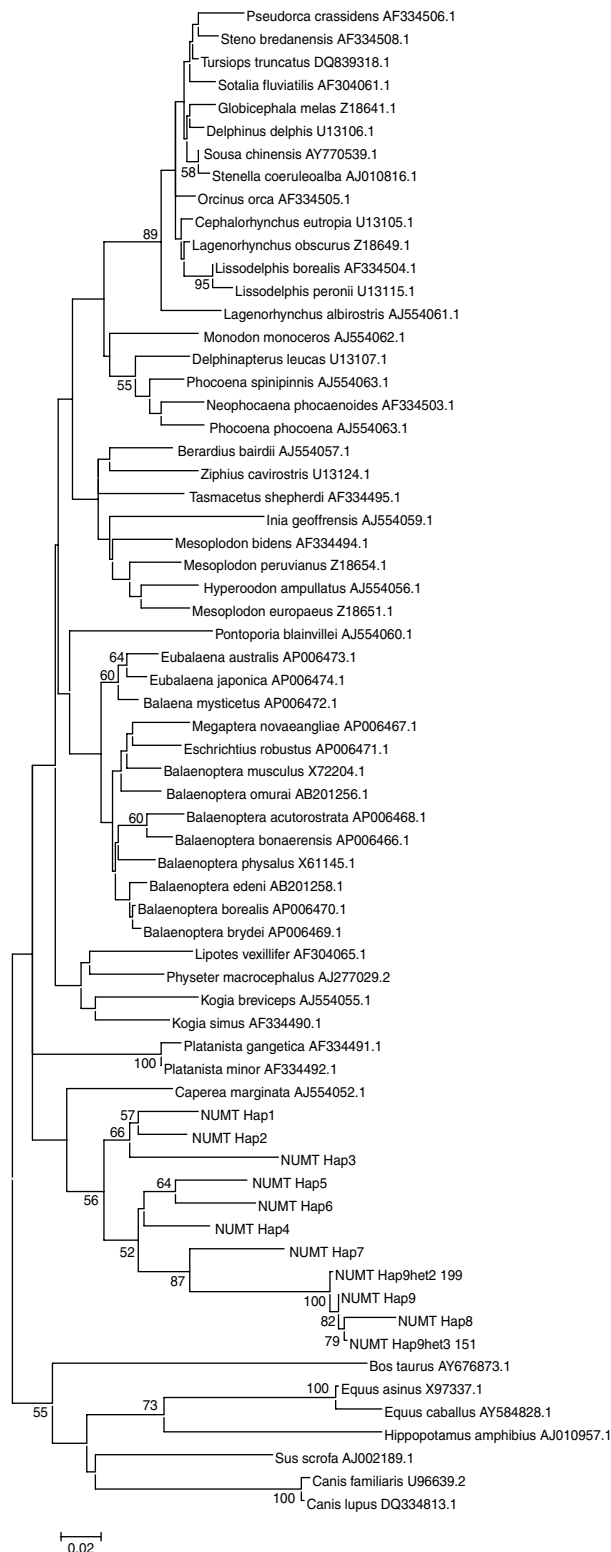 Pseudorca crassidens AF334506.1
Steno bredanensis AF334508.1
Tursiops truncatus DQ839318.1
Sotalia fluviatilis AF304061.1
Globicephala melas Z18641.1
Delphinus delphis U13106.1
Sousa chinensis AY770539.1
58
Stenella coeruleoalba AJ010816.1
Orcinus orca AF334505.1
Cephalorhynchus eutropia U13105.1
89
Lagenorhynchus obscurus Z18649.1
Lissodelphis borealis AF334504.1
95
Lissodelphis peronii U13115.1
Lagenorhynchus albirostris AJ554061.1
Monodon monoceros AJ554062.1
Delphinapterus leucas U13107.1
55
Phocoena spinipinnis AJ554063.1
Neophocaena phocaenoides AF334503.1
Phocoena phocoena AJ554063.1
Berardius bairdii AJ554057.1
Ziphius cavirostris U13124.1
Tasmacetus shepherdi AF334495.1
Inia geoffrensis AJ554059.1
Mesoplodon bidens AF334494.1
Mesoplodon peruvianus Z18654.1
Hyperoodon ampullatus AJ554056.1
Mesoplodon europaeus Z18651.1
Pontoporia blainvillei AJ554060.1
64
Eubalaena australis AP006473.1
60
Eubalaena japonica AP006474.1
Balaena mysticetus AP006472.1
Megaptera novaeangliae AP006467.1
Eschrichtius robustus AP006471.1
Balaenoptera musculus X72204.1
Balaenoptera omurai AB201256.1
60
Balaenoptera acutorostrata AP006468.1
Balaenoptera bonaerensis AP006466.1
Balaenoptera physalus X61145.1
Balaenoptera edeni AB201258.1
Balaenoptera borealis AP006470.1
Balaenoptera brydei AP006469.1
Lipotes vexillifer AF304065.1
Physeter macrocephalus AJ277029.2
Kogia breviceps AJ554055.1
Kogia simus AF334490.1
Platanista gangetica AF334491.1
100
Platanista minor AF334492.1
Caperea marginata AJ554052.1
57
NUMT Hap1
66
NUMT Hap2
NUMT Hap3
56
64
NUMT Hap5
NUMT Hap6
NUMT Hap4
52
NUMT Hap7
87
NUMT Hap9het2 199
100
NUMT Hap9
82
NUMT Hap8
79
NUMT Hap9het3 151
Bos taurus AY676873.1
55
100
Equus asinus X97337.1
73
Equus caballus AY584828.1
Hippopotamus amphibius AJ010957.1
Sus scrofa AJ002189.1
Canis familiaris U96639.2
100
Canis lupus DQ334813.1
0.02